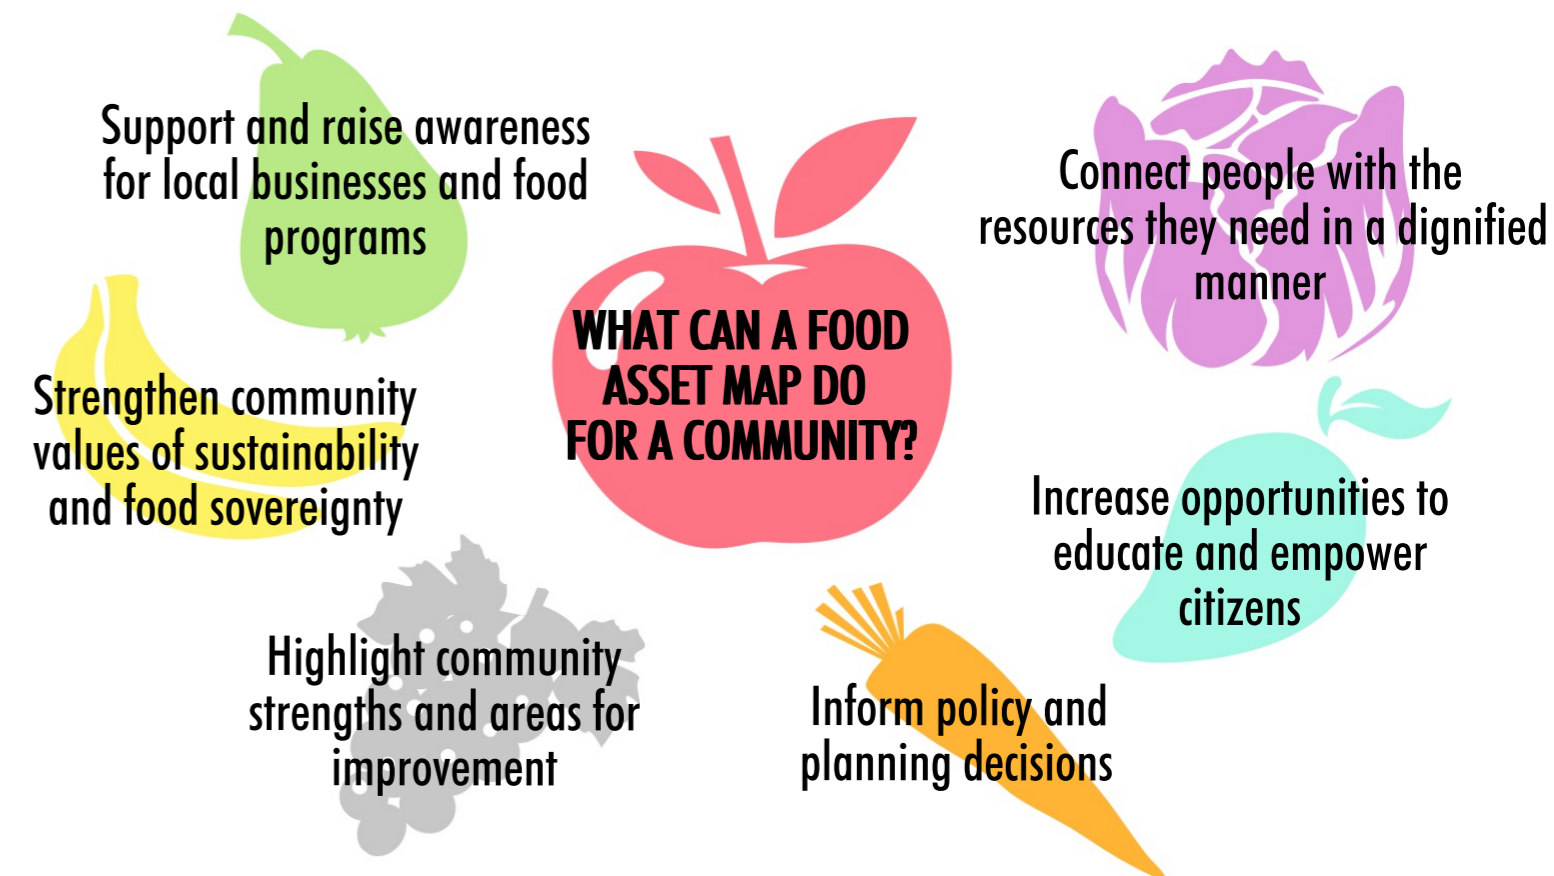 WHAT CAN A FOOD
ASSET MAP DO
FOR A COMMUNITY?
Support and raise awareness
for local businesses and food
programs
Connect people with the
resources they need in a dignified
manner
Strengthen community
values of sustainability
and food sovereignty
Increase opportunities to
educate and empower
citizens
Highlight community
strengths and areas for
improvement
Inform policy and
planning decisions